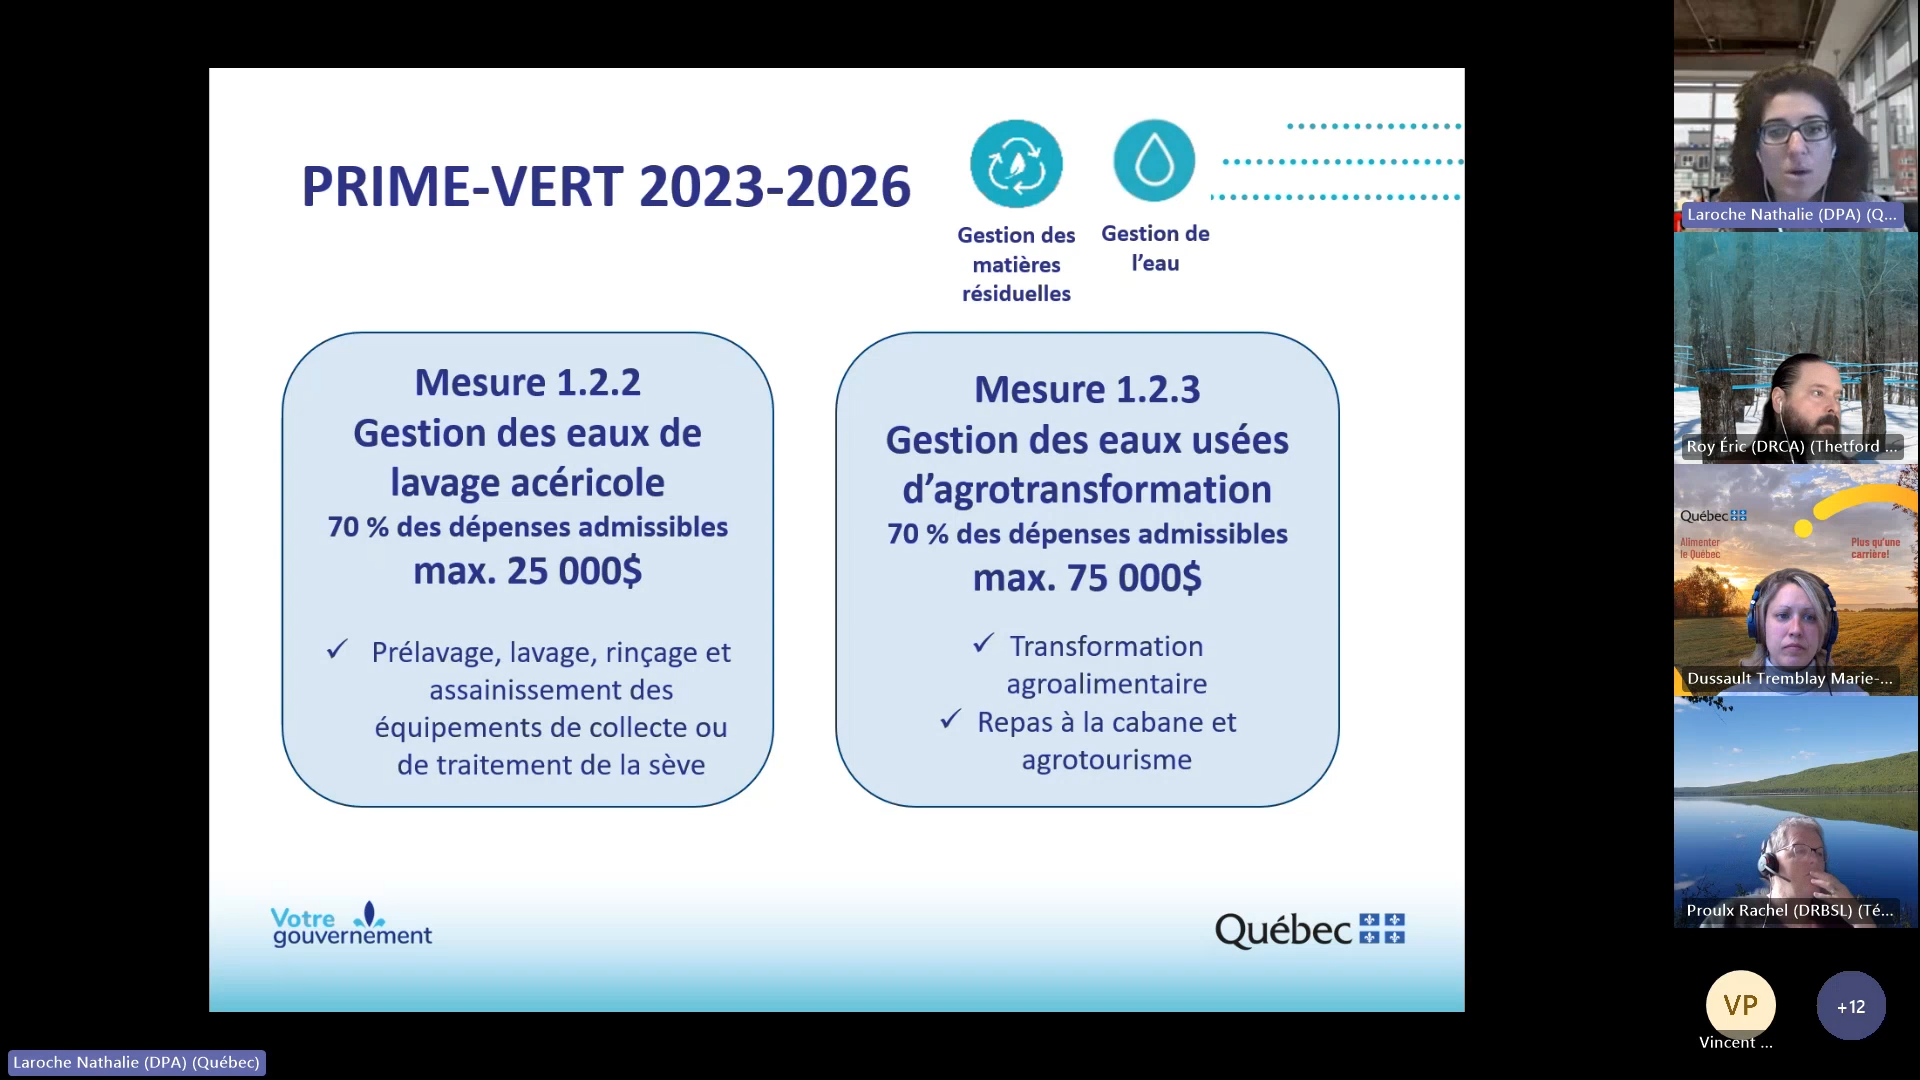 PRIME-VERT 2023-2026
Gestion des
matières
résiduelles
Gestion de
l’eau
Mesure 1.2.2
Gestion des eaux de
lavage acéricole
70 % des dépenses admissibles
max. 25 000$
✓ Prélavage, lavage, rinçage et
assainissement des
équipements de collecte ou
de traitement de la sève
Mesure 1.2.3
Gestion des eaux usées
d’agrotransformation
70 % des dépenses admissibles
max. 75 000$
✓ Transformation
agroalimentaire
✓ Repas à la cabane et
agrotourisme
Votre
gouvernement
Québec
Laroche Nathalie (DPA) (Q...
Roy Éric (DRCA) (Thetford ...
Québec
Alimenter
le Québec
Plus qu'une
carrière!
Dussault Tremblay Marie-...
Proulx Rachel (DRBSL) (Té...
VP
Vincent ...
+12
Laroche Nathalie (DPA) (Québec)